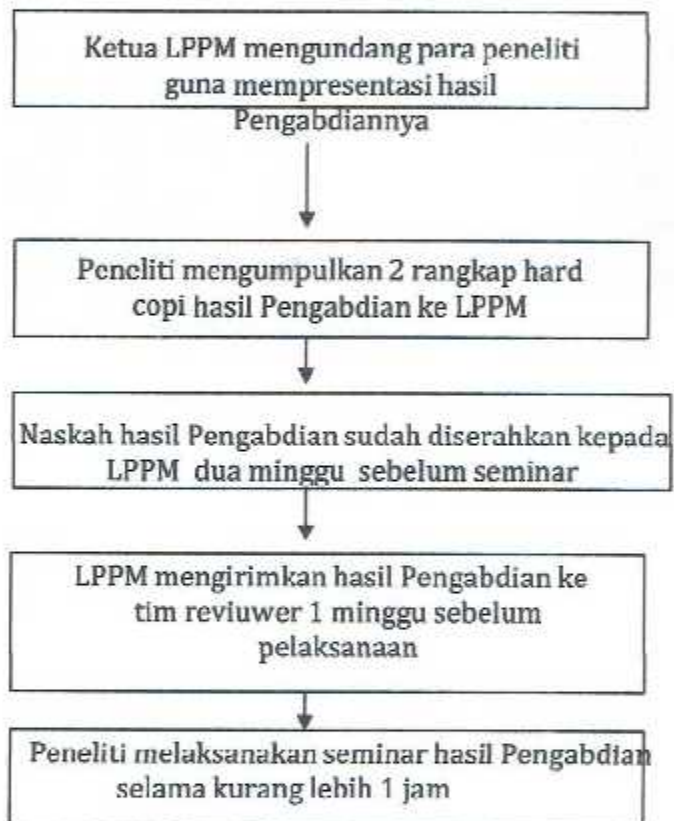 Ketua LPPM mengundang para peneliti
guna mempresentasi hasil
Pengabdiannya
Peneliti mengumpulkan 2 rangkap hard
copi hasil Pengabdian ke LPPM
Naskah hasil Pengabdian sudah diserahkan kepada
LPPM dua minggu sebelum seminar
LPPM mengirimkan hasil Pengabdian ke
tim reviuwer 1 minggu sebelum
pelaksanaan
Peneliti melaksanakan seminar hasil Pengabdian
selama kurang lebih 1 jam